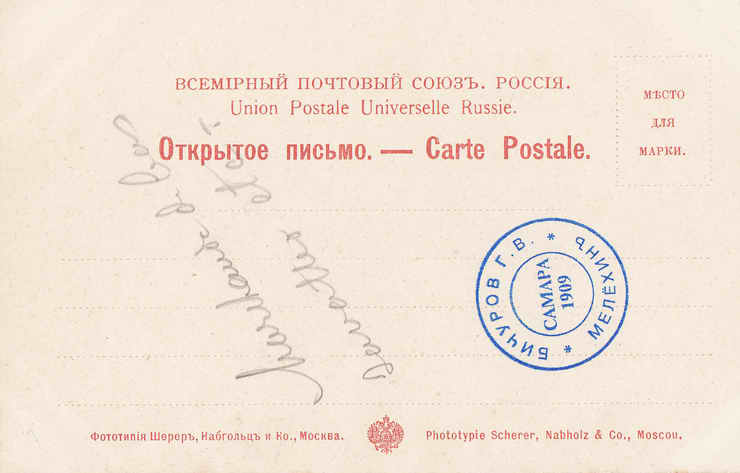 ВСЕМІРНЫЙ ПОЧТОВЫЙ СОЮЗЪ. РОССІЯ.
Union Postale Universelle Russie.
Открытое письмо. — Carte Postale.
МѢСТО
ДЛЯ
МАРКИ.
БИЧУРОВ Г. В. * МЕЛЁХИНЪ *
САМАРА
1909
Фототипія Шереръ, Набгольцъ и Ко., Москва.
Phototypie Scherer, Nabholz & Co., Moscou.